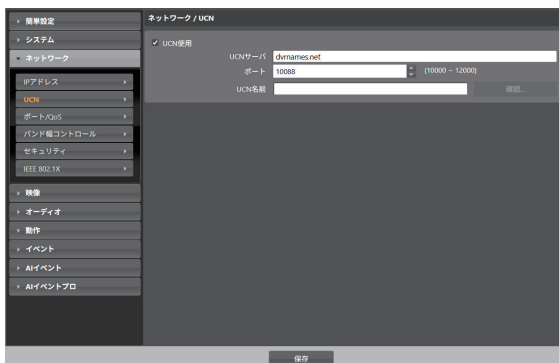 簡単設定
システム
ネットワーク
IPアドレス
UCN
ポート/QoS
バンド幅コントロール
セキュリティ
IEEE 802.1X
映像
オーディオ
動作
イベント
AIイベント
AIイベントプロ
ネットワーク / UCN
UCN使用
UCNサーバ dvrnames.net
ポート 10088 (10000 ~ 12000)
UCN名前 確認...
保存